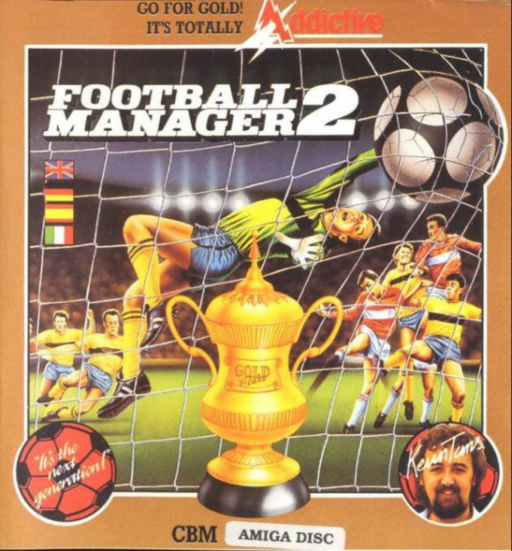 GO FOR GOLD!
IT'S TOTALLY
Addictive
FOOTBALL
MANAGER 2
GOLD
"It's the
next
generation!"
Kevin Toms
CBM
AMIGA DISC